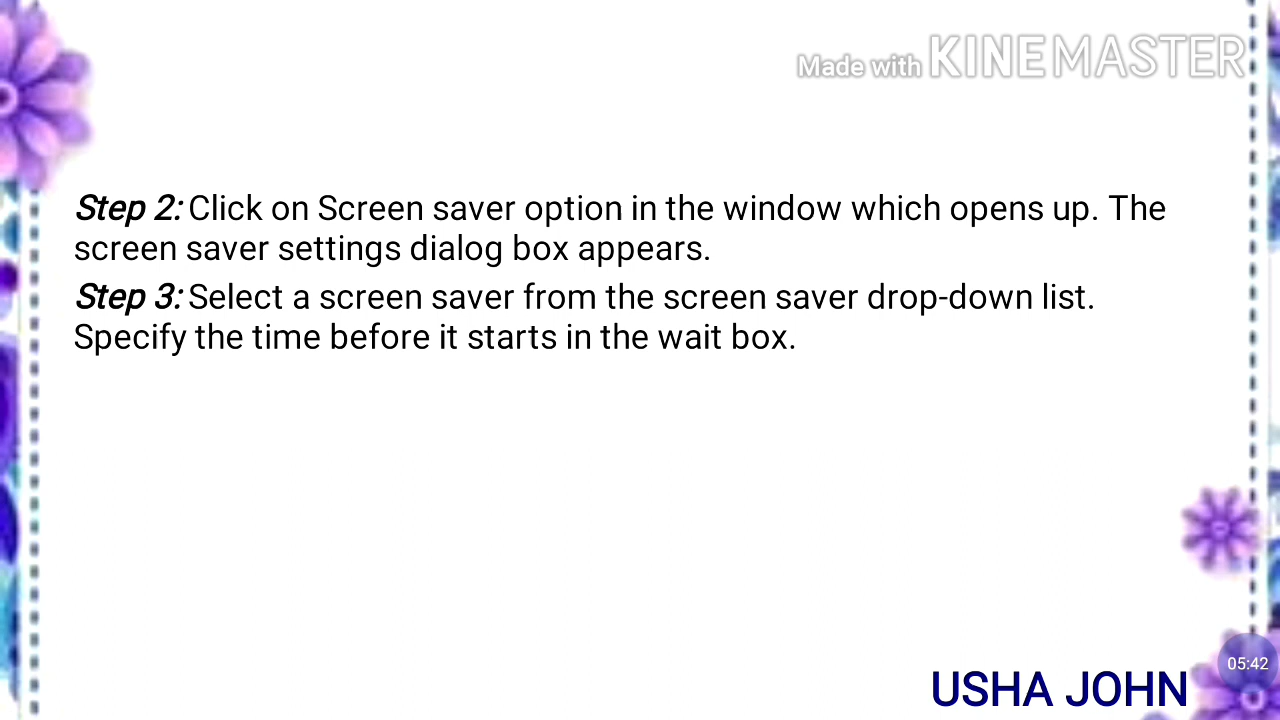 Made with KINEMASTER
Step 2: Click on Screen saver option in the window which opens up. The
screen saver settings dialog box appears.
Step 3: Select a screen saver from the screen saver drop-down list.
Specify the time before it starts in the wait box.
05:42
USHA JOHN